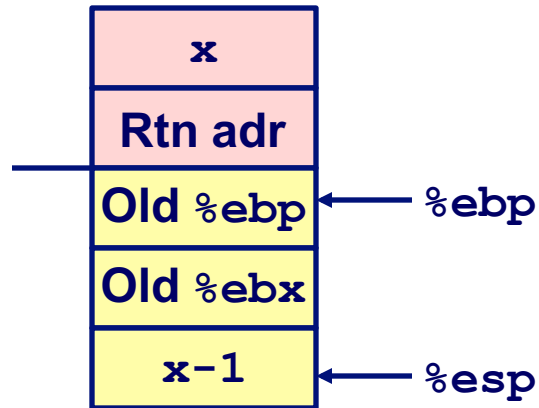 x
Rtn adr
Old %ebp
%ebp
Old %ebx
x-1
%esp